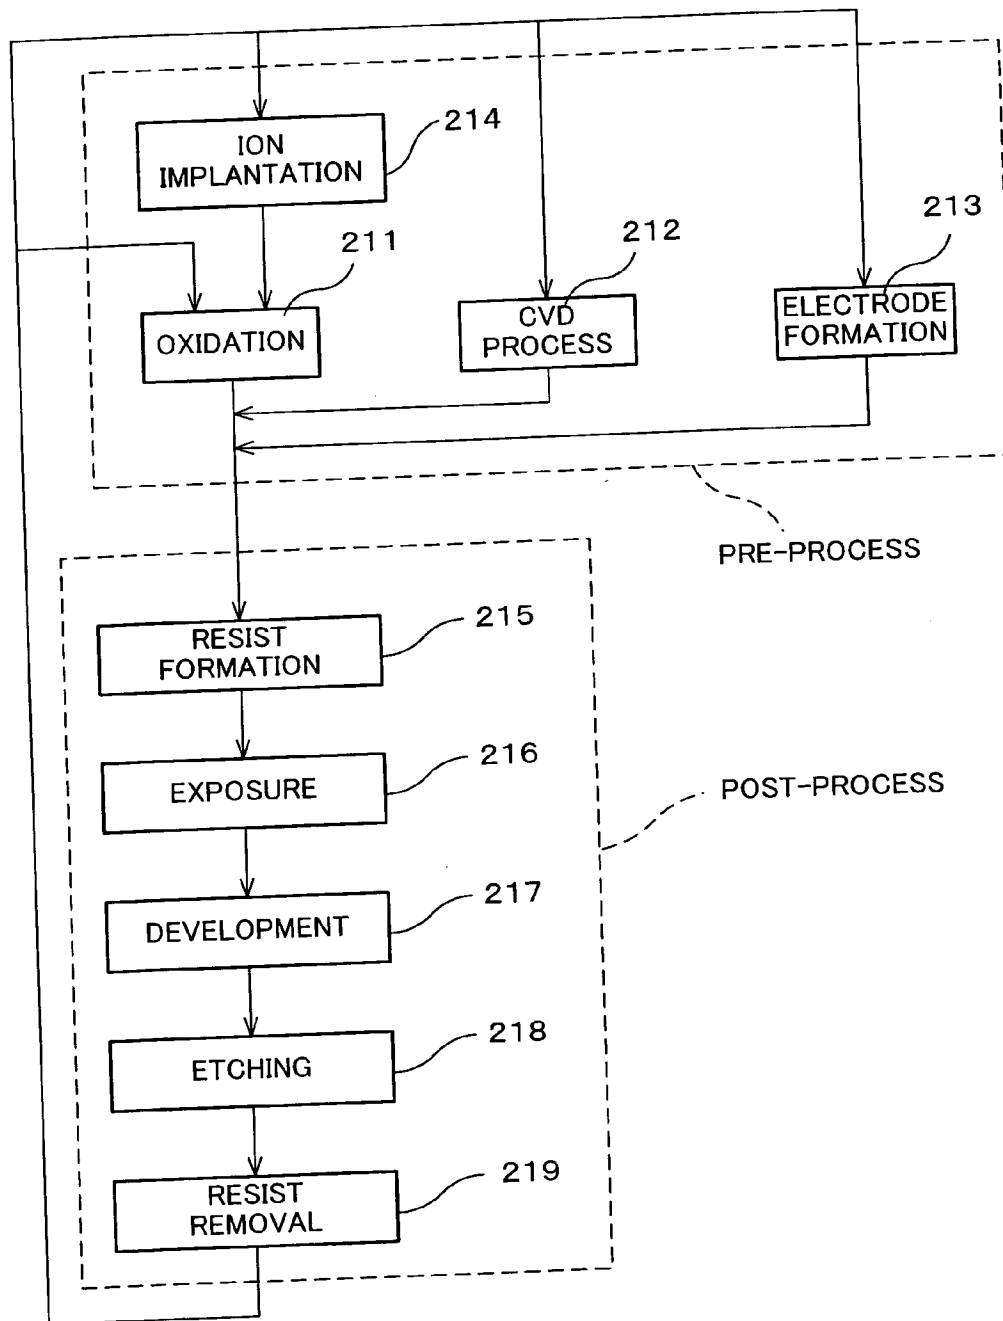 ION
IMPLANTATION
214
211
212
213
OXIDATION
CVD
PROCESS
ELECTRODE
FORMATION
PRE-PROCESS
RESIST
FORMATION
215
EXPOSURE
216
POST-PROCESS
DEVELOPMENT
217
ETCHING
218
RESIST
REMOVAL
219